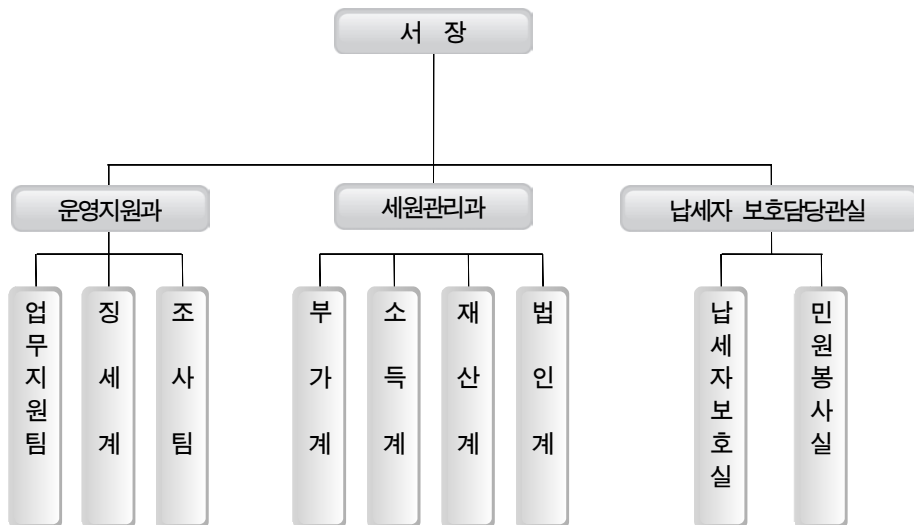 서 장
운영지원과
세원관리과
납세자 보호담당관실
업무지원팀
징세계
조사팀
부가계
소득계
재산계
법인계
납세자보호실
민원봉사실